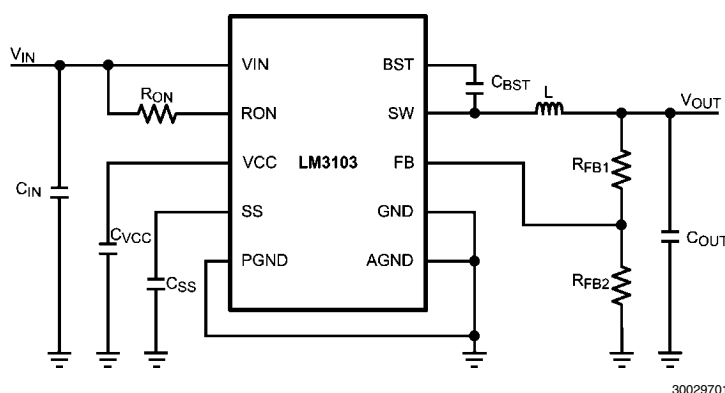 VIN
VIN
BST
CBST
L
VOUT
RON
RON
SW
RFB1
VCC
LM3103
FB
CIN
CVCC
SS
GND
COUT
CSS
PGND
AGND
RFB2
30029701